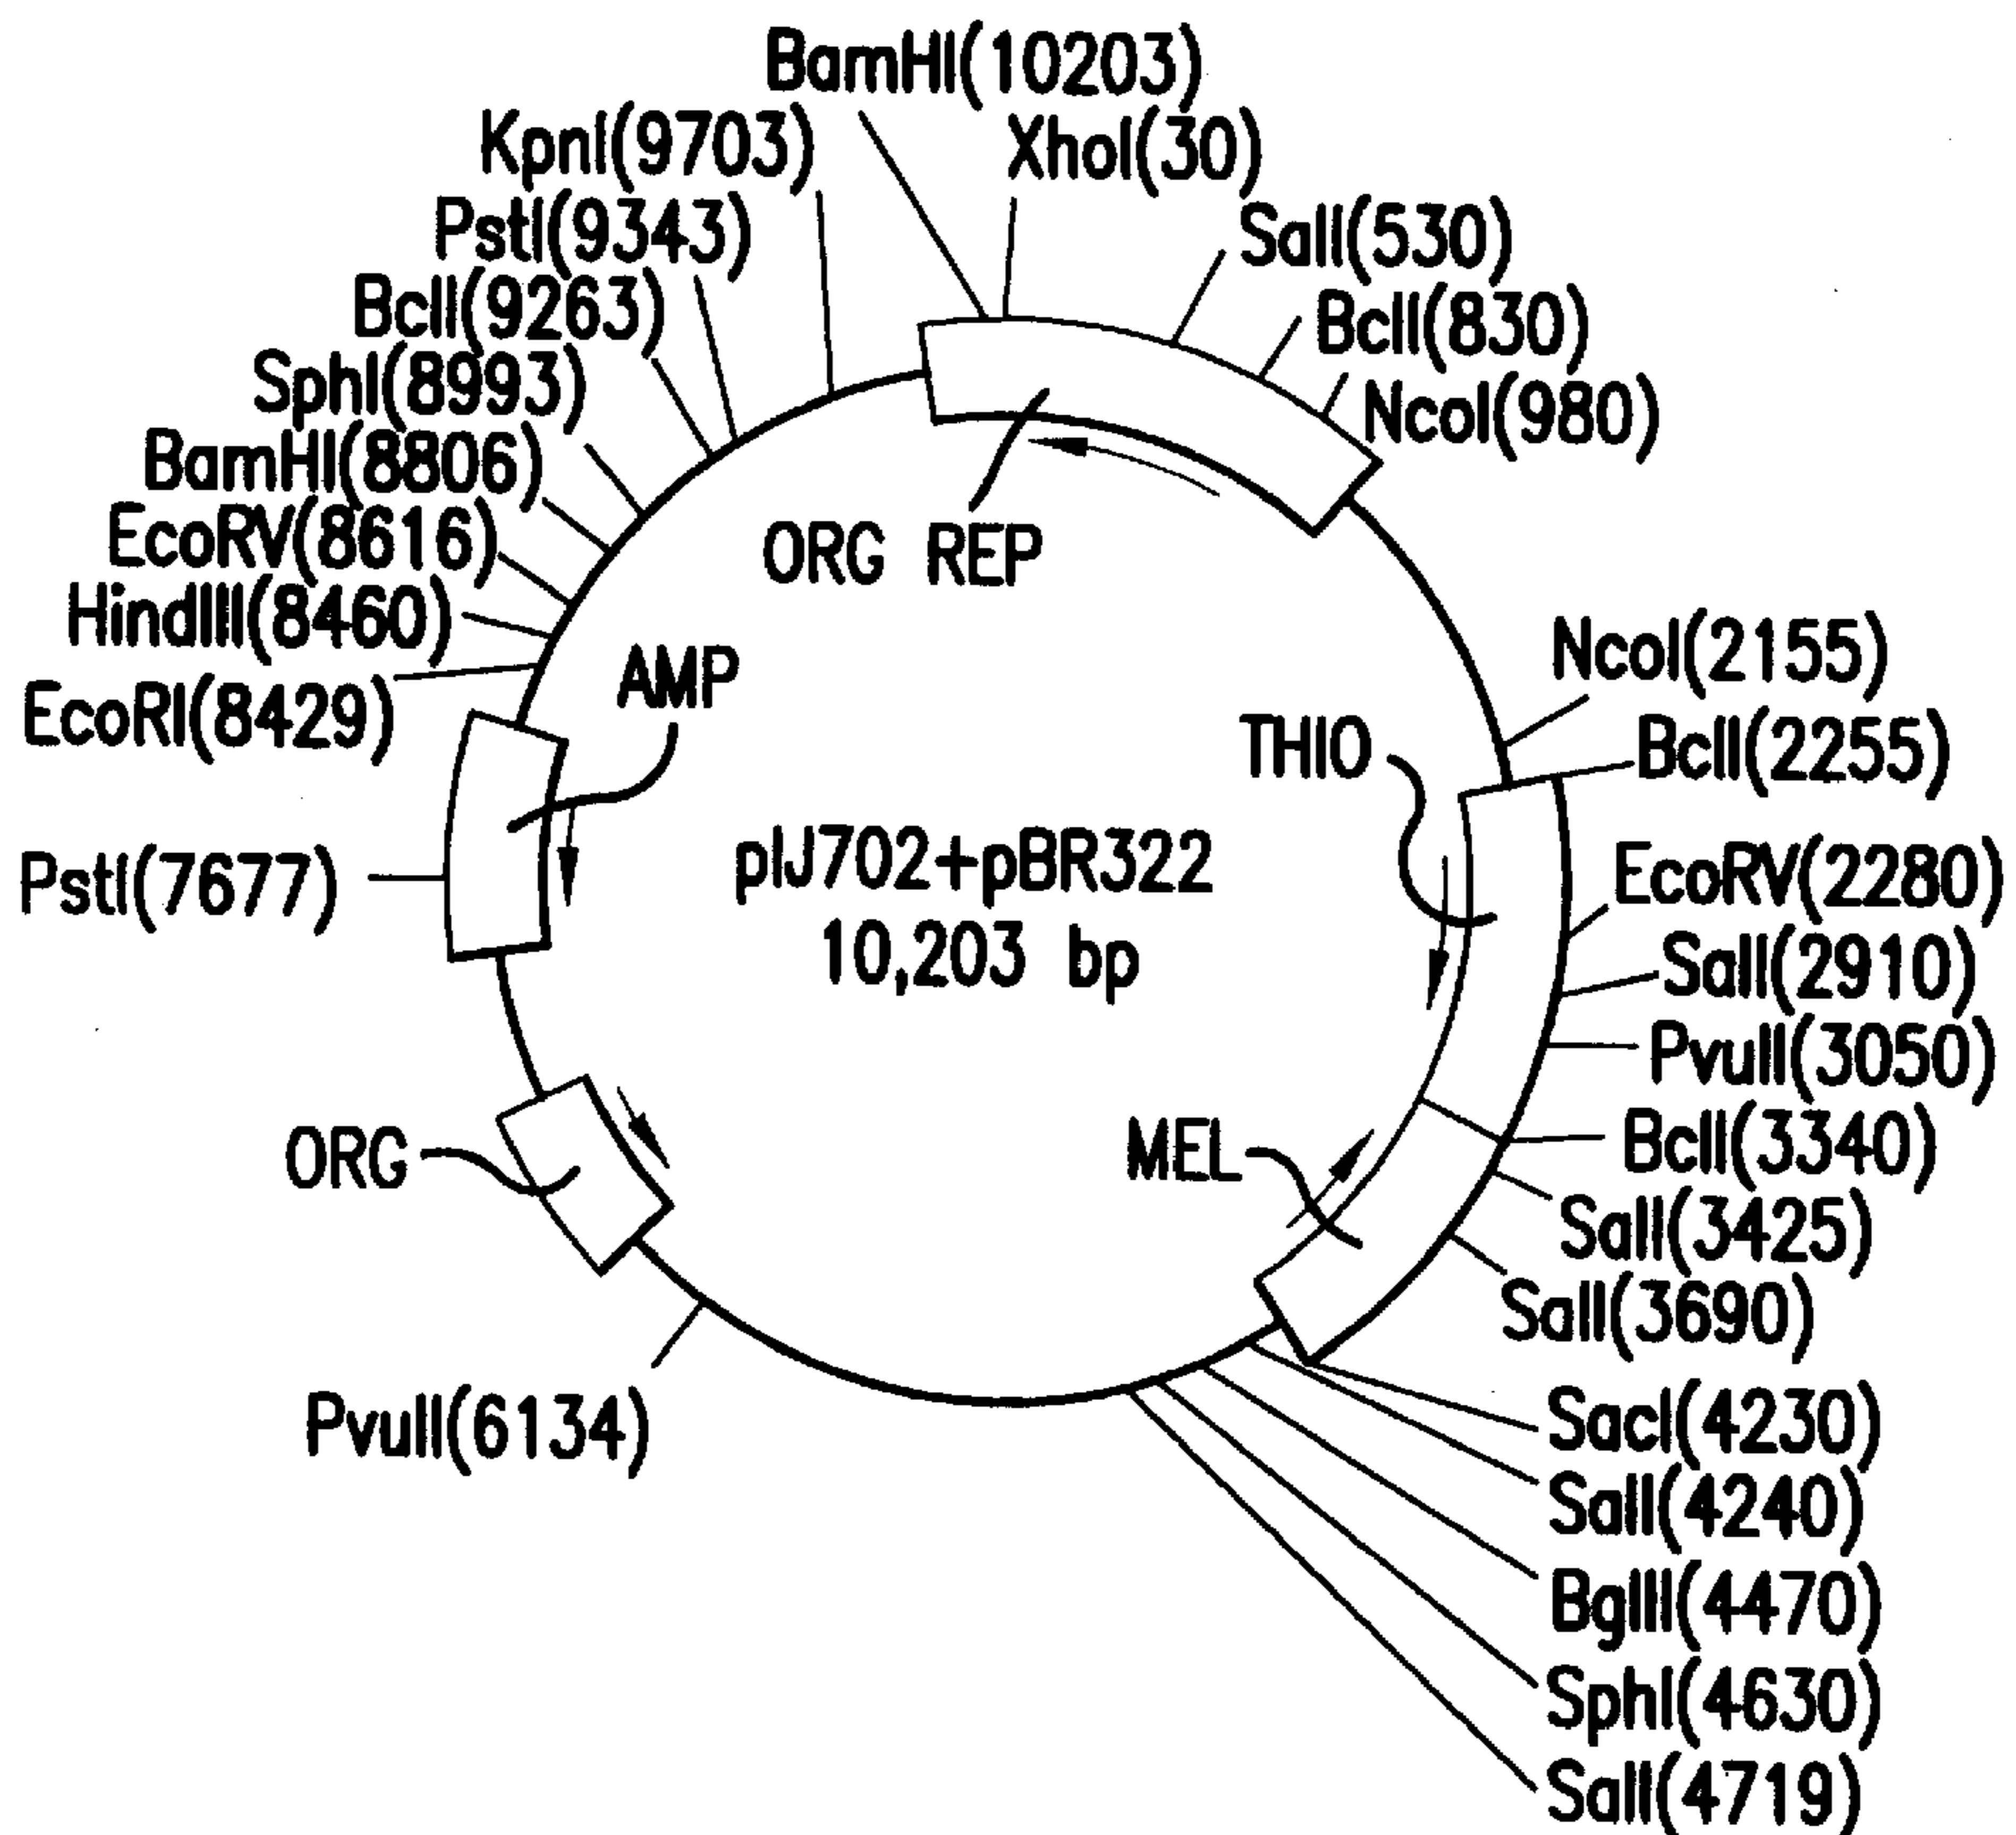 BamHI(10203)
XhoI(30)
KpnI(9703)
PstI(9343)
SalI(530)
BclI(9263)
BclI(830)
SphI(8993)
NcoI(980)
BamHI(8806)
EcoRV(8616)
ORG REP
HindIII(8460)
NcoI(2155)
AMP
EcoRI(8429)
THIO
BclI(2255)
pIJ702+pBR322
PstI(7677)
EcoRV(2280)
10,203 bp
SalI(2910)
PvuII(3050)
ORG
MEL
BclI(3340)
SalI(3425)
SalI(3690)
PvuII(6134)
SacI(4230)
SalI(4240)
BglII(4470)
SphI(4630)
SalI(4719)